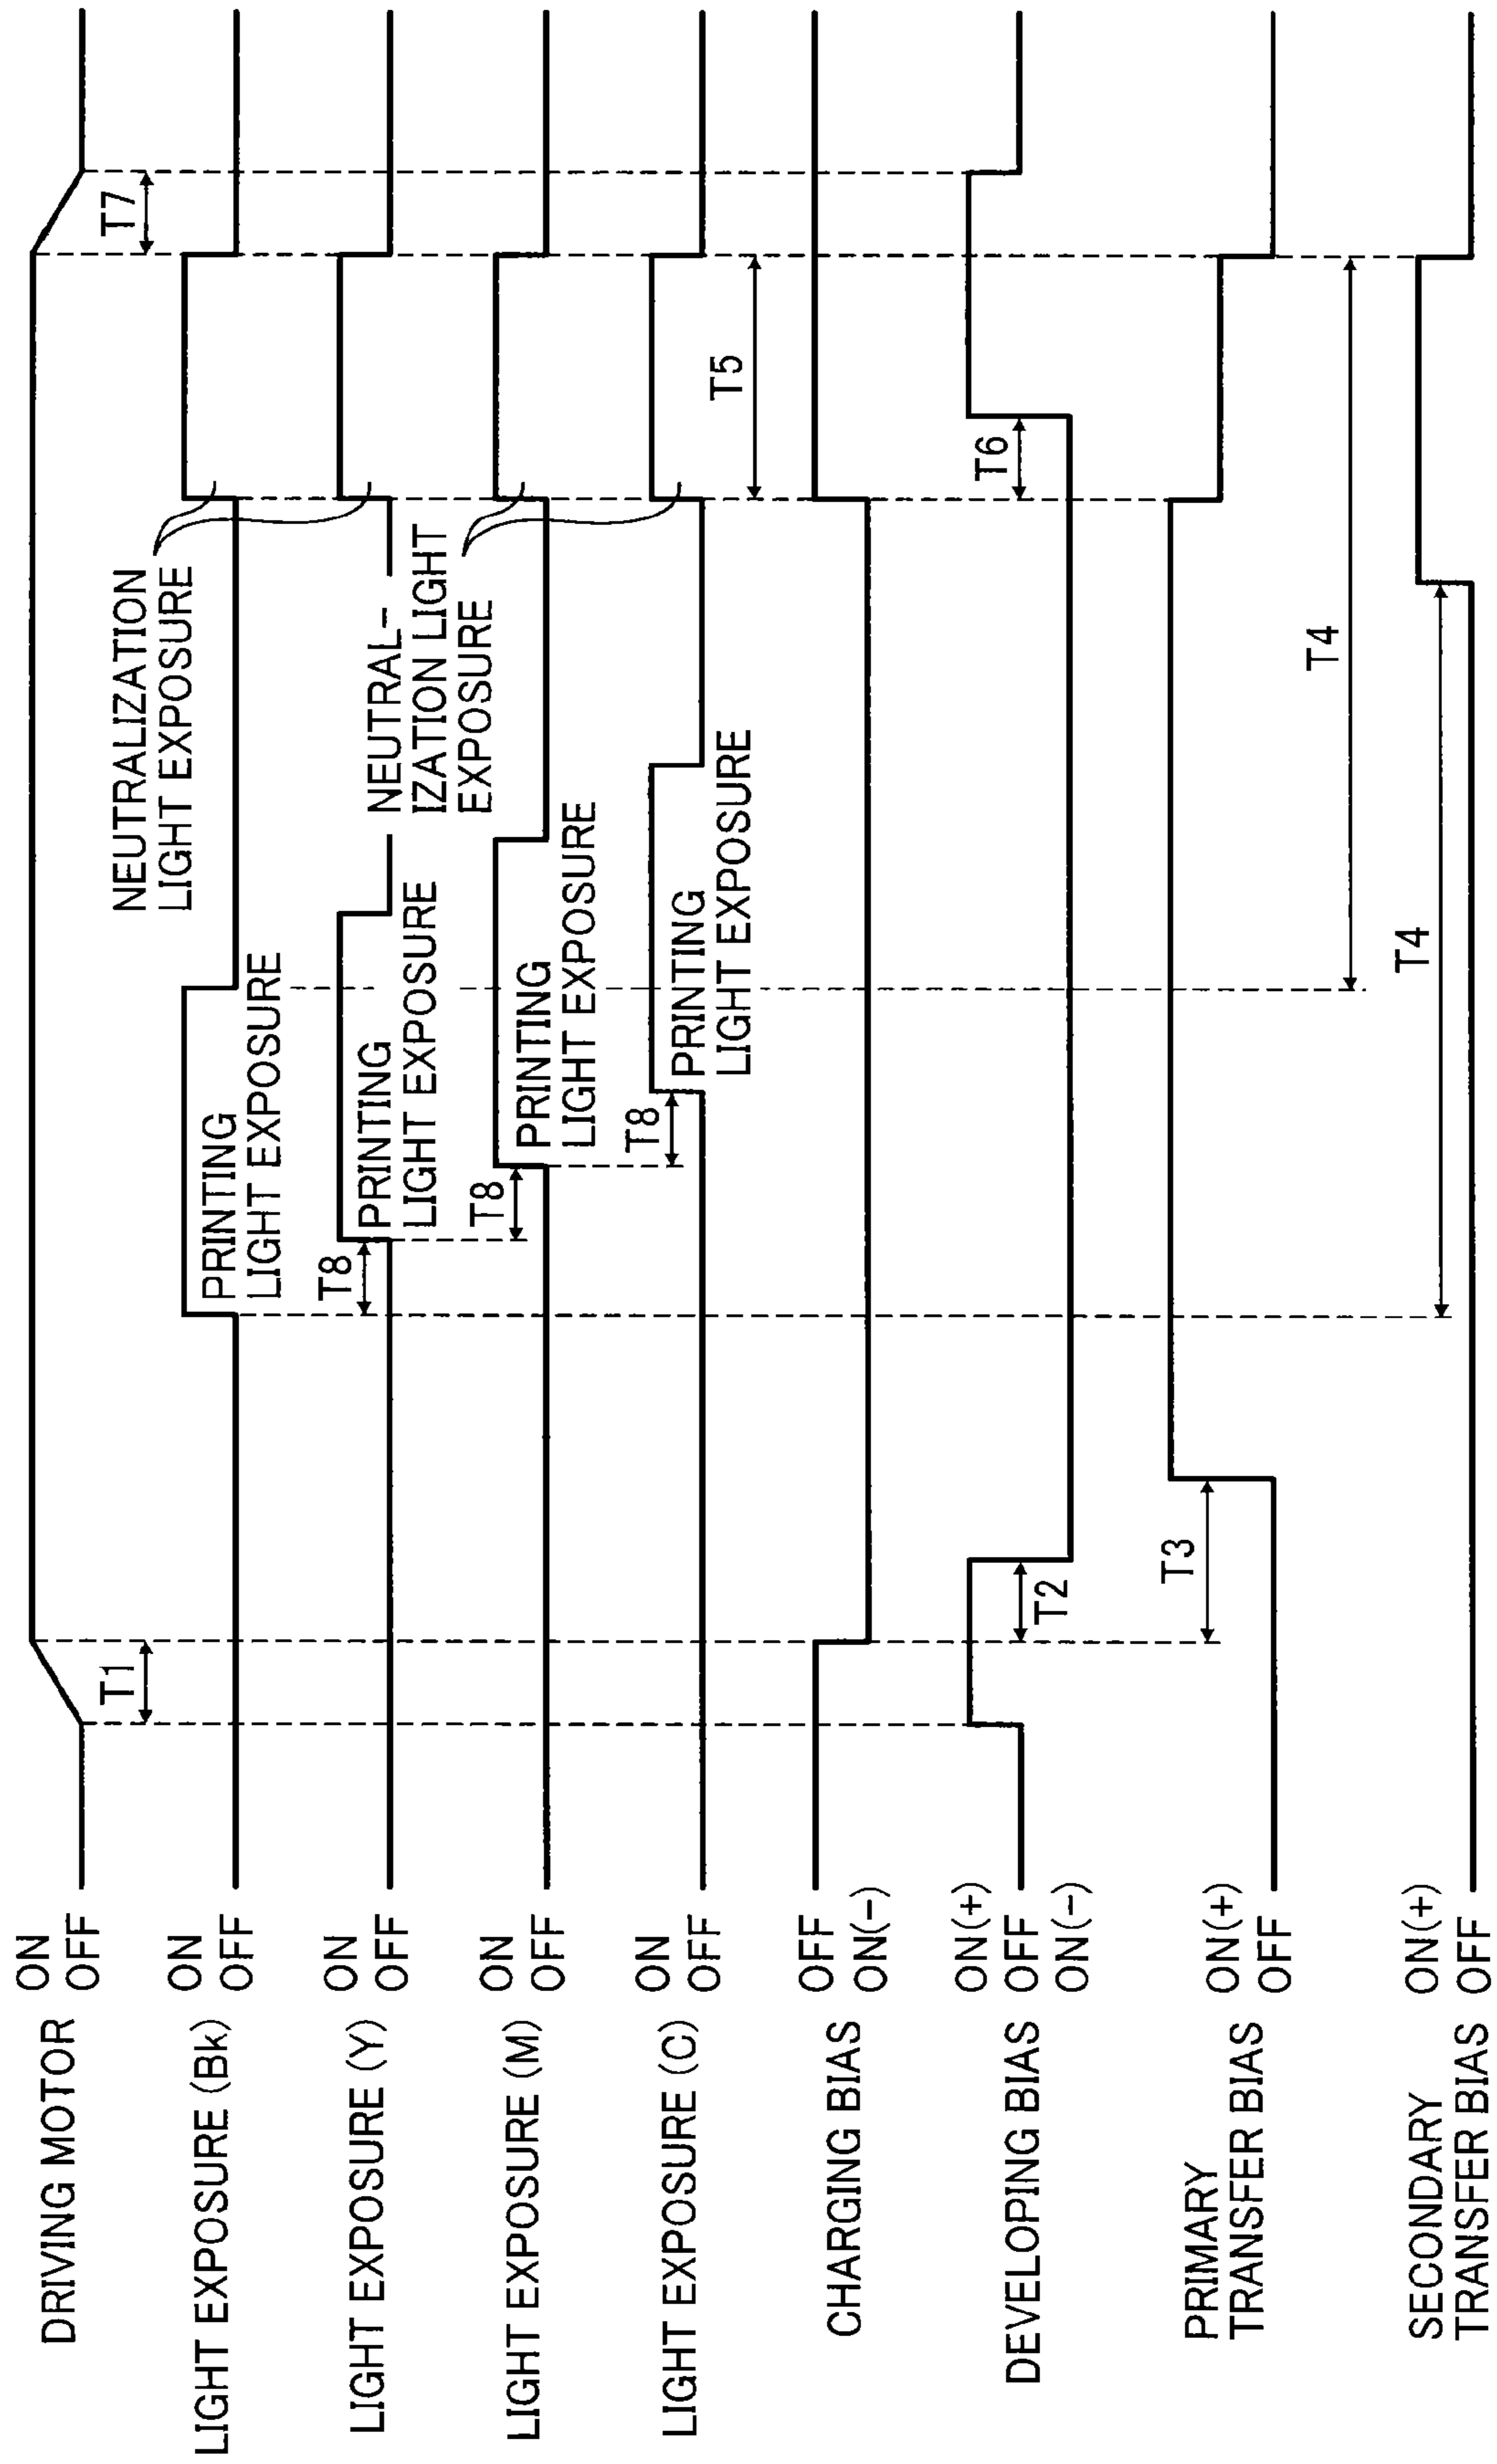 DRIVING MOTOR
ON
OFF
T1
T7
LIGHT EXPOSURE (Bk)
ON
OFF
PRINTING
LIGHT EXPOSURE
NEUTRALIZATION
LIGHT EXPOSURE
LIGHT EXPOSURE (Y)
ON
OFF
T8
PRINTING
LIGHT EXPOSURE
NEUTRAL-
IZATION LIGHT
EXPOSURE
LIGHT EXPOSURE (M)
ON
OFF
T8
PRINTING
LIGHT EXPOSURE
LIGHT EXPOSURE (C)
ON
OFF
T8
PRINTING
LIGHT EXPOSURE
T5
CHARGING BIAS
OFF
ON(-)
DEVELOPING BIAS
ON(+)
OFF
ON(-)
T2
T6
PRIMARY
TRANSFER BIAS
ON(+)
OFF
T3
T4
SECONDARY
TRANSFER BIAS
ON(+)
OFF
T4